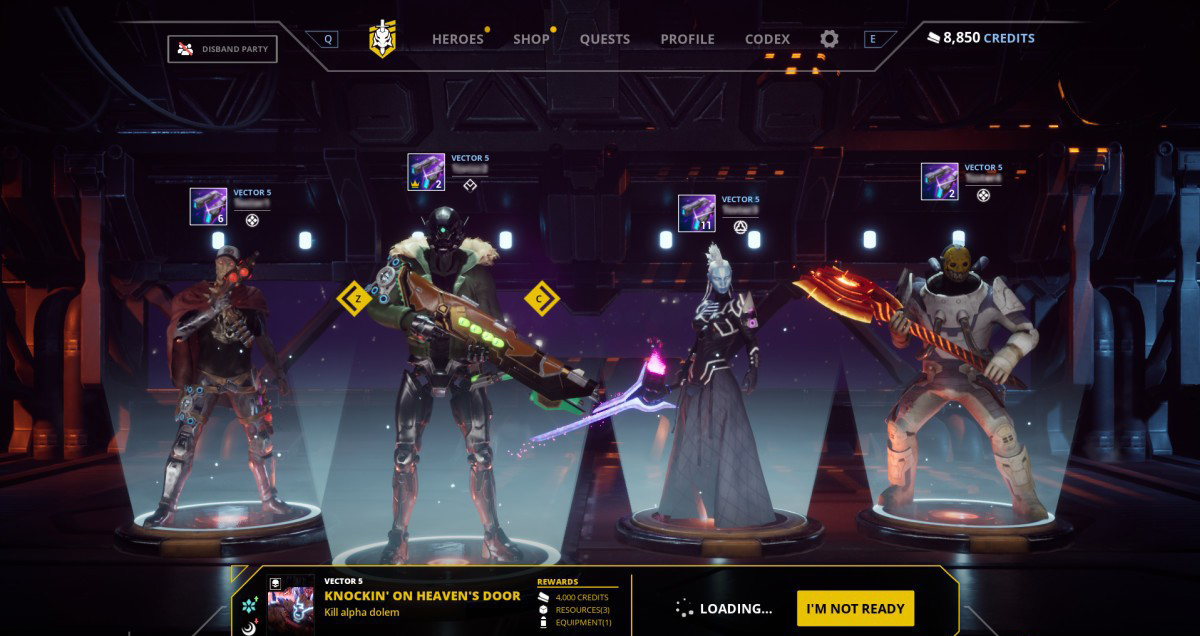 DISBAND PARTY
Q
HEROES
SHOP
QUESTS
PROFILE
CODEX
E
8,850 CREDITS
VECTOR 5
2
VECTOR 5
2
VECTOR 5
6
VECTOR 5
11
Z
C
VECTOR 5
KNOCKIN' ON HEAVEN'S DOOR
Kill alpha dolem
REWARDS
4,000 CREDITS
RESOURCES(3)
EQUIPMENT(1)
LOADING...
I'M NOT READY